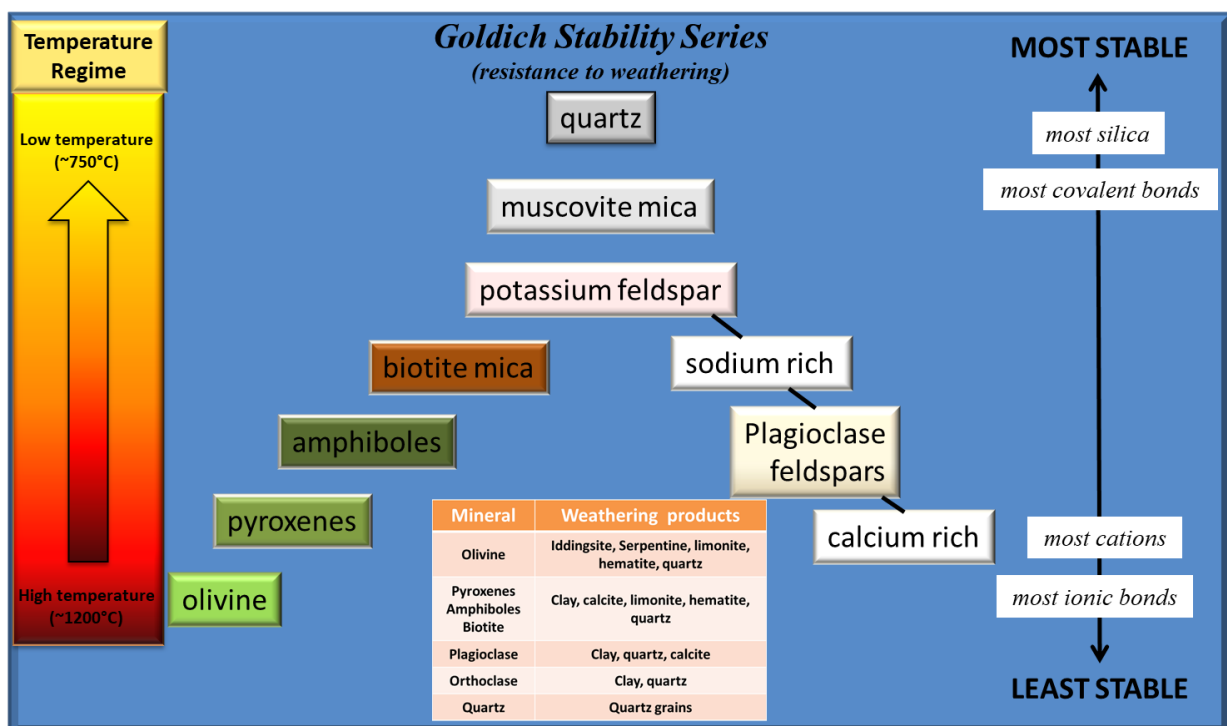 Temperature
Regime
Low temperature
(~750°C)
High temperature
(~1200°C)
Goldich Stability Series
(resistance to weathering)
quartz
muscovite mica
potassium feldspar
biotite mica
sodium rich
amphiboles
Plagioclase
feldspars
pyroxenes
calcium rich
olivine
Mineral Weathering products
Olivine Iddingsite, Serpentine, limonite,
hematite, quartz
Pyroxenes
Amphiboles
Biotite
Clay, calcite, limonite, hematite,
quartz
Plagioclase Clay, quartz, calcite
Orthoclase Clay, quartz
Quartz Quartz grains
MOST STABLE
most silica
most covalent bonds
most cations
most ionic bonds
LEAST STABLE